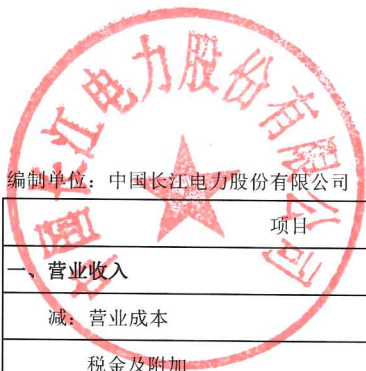 中国长江电力股份有限公司
编制单位：中国长江电力股份有限公司
项目
一、营业收入
减：营业成本
税金及附加